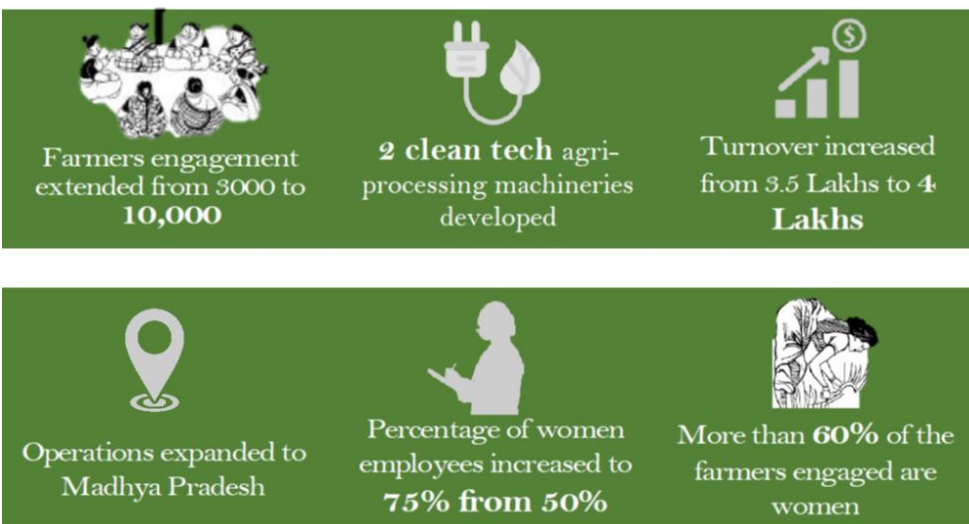 $
Farmers engagement
extended from 3000 to
10,000
2 clean tech agri-
processing machineries
developed
Turnover increased
from 3.5 Lakhs to 4
Lakhs
Operations expanded to
Madhya Pradesh
Percentage of women
employees increased to
75% from 50%
More than 60% of the
farmers engaged are
women